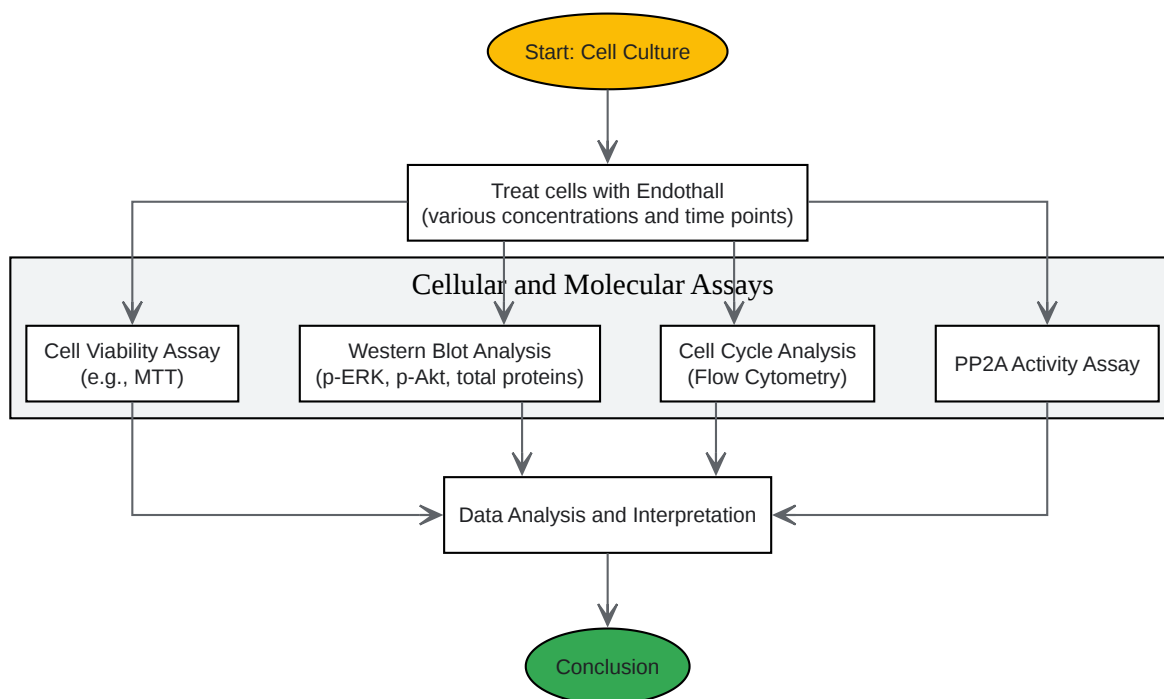 Start: Cell Culture
Treat cells with Endothall
(various concentrations and time points)
Cellular and Molecular Assays
Cell Viability Assay
(e.g., MTT)
Western Blot Analysis
(p-ERK, p-Akt, total proteins)
Cell Cycle Analysis
(Flow Cytometry)
PP2A Activity Assay
Data Analysis and Interpretation
Conclusion